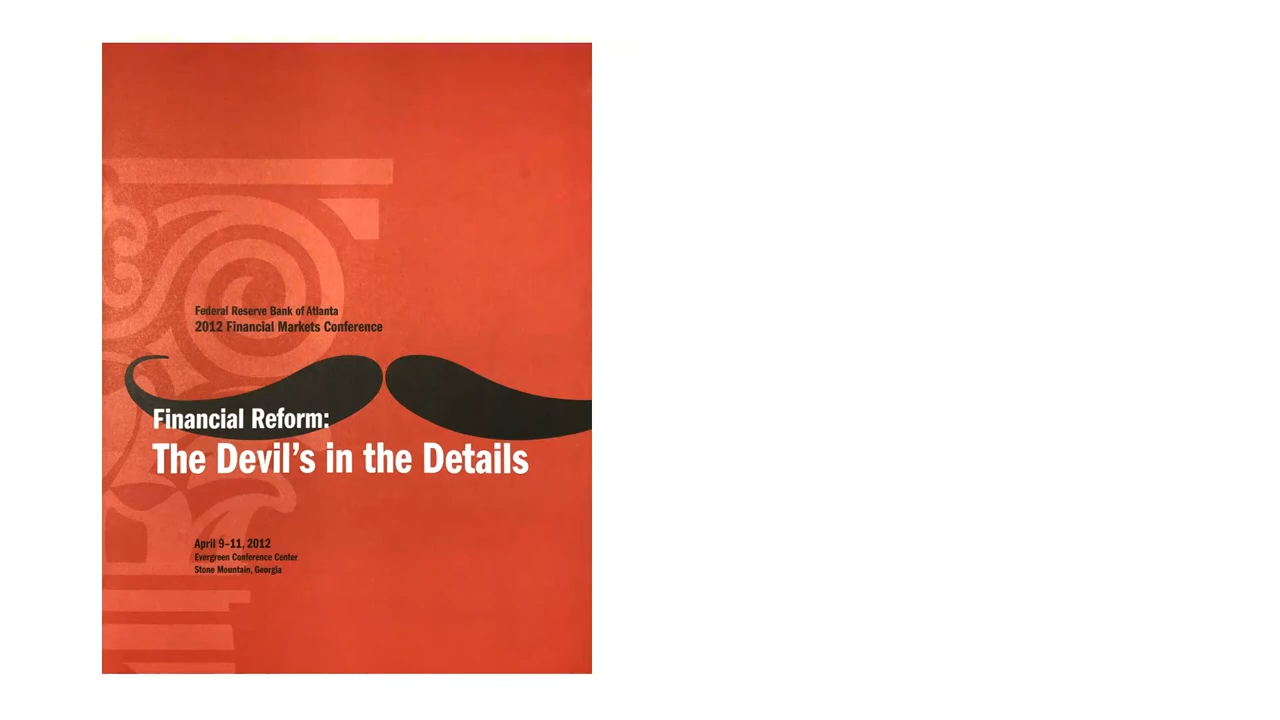 Federal Reserve Bank of Atlanta
2012 Financial Markets Conference
Financial Reform:
The Devil's in the Details
April 9–11, 2012
Evergreen Conference Center
Stone Mountain, Georgia